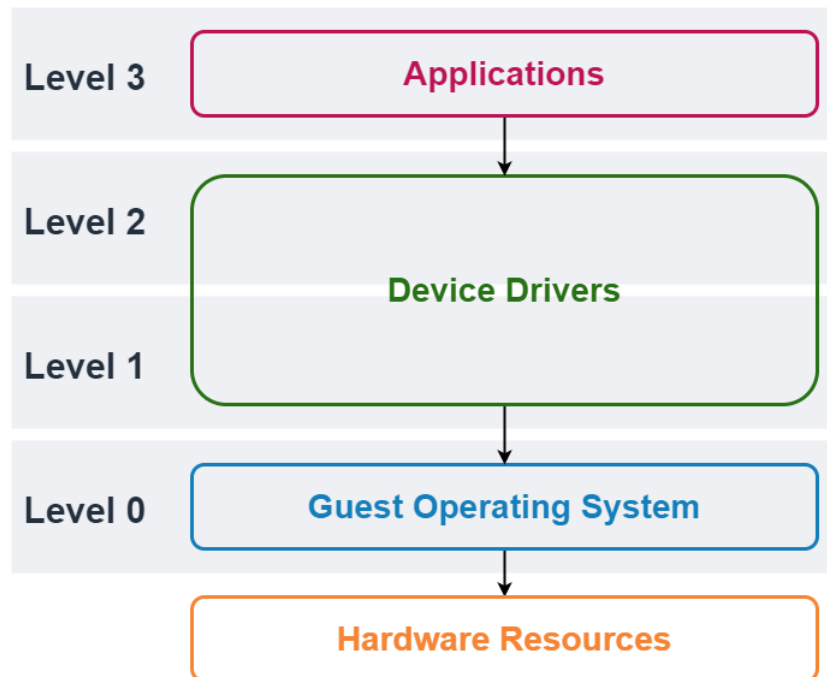 Level 3
Applications
Level 2
Device Drivers
Level 1
Level 0
Guest Operating System
Hardware Resources